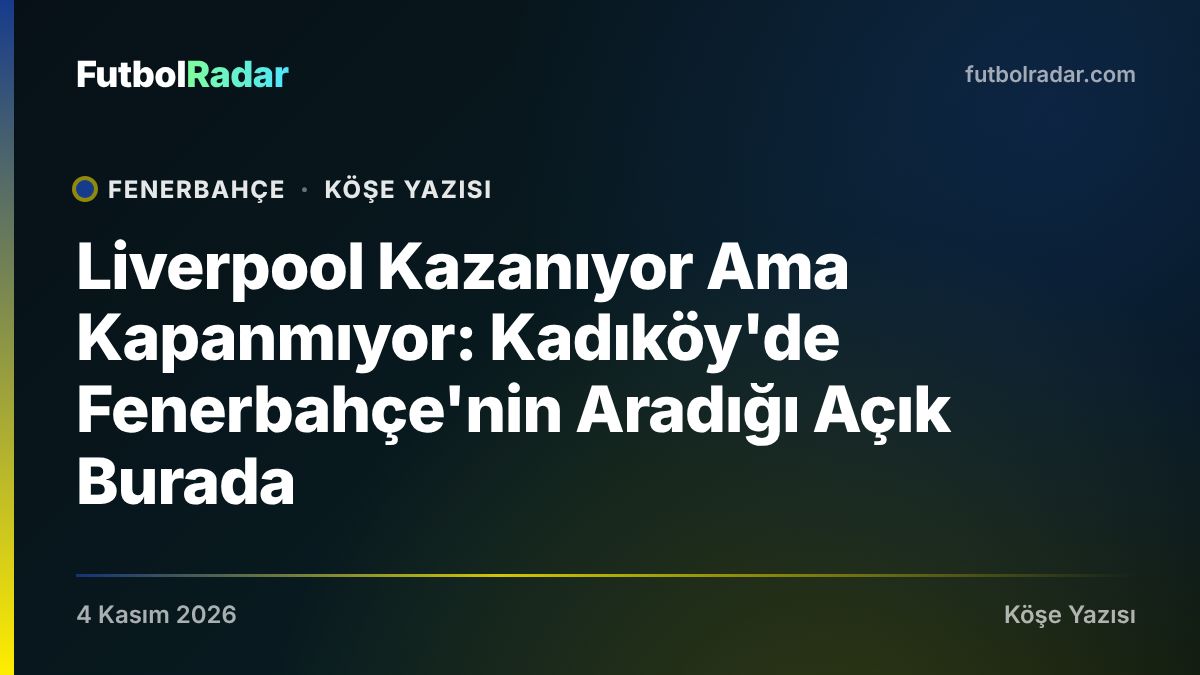 FutbolRadar
futbolradar.com
FENERBAHÇE · KÖŞE YAZISI
Liverpool Kazanıyor Ama
Kapanmıyor: Kadıköy'de
Fenerbahçe'nin Aradığı Açık
Burada
4 Kasım 2026
Köşe Yazısı